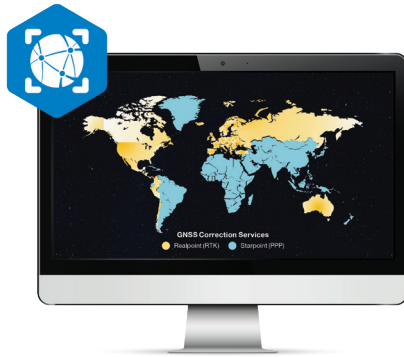 GNSS Correction Services
Realpoint (RTK) Starpoint (PPP)